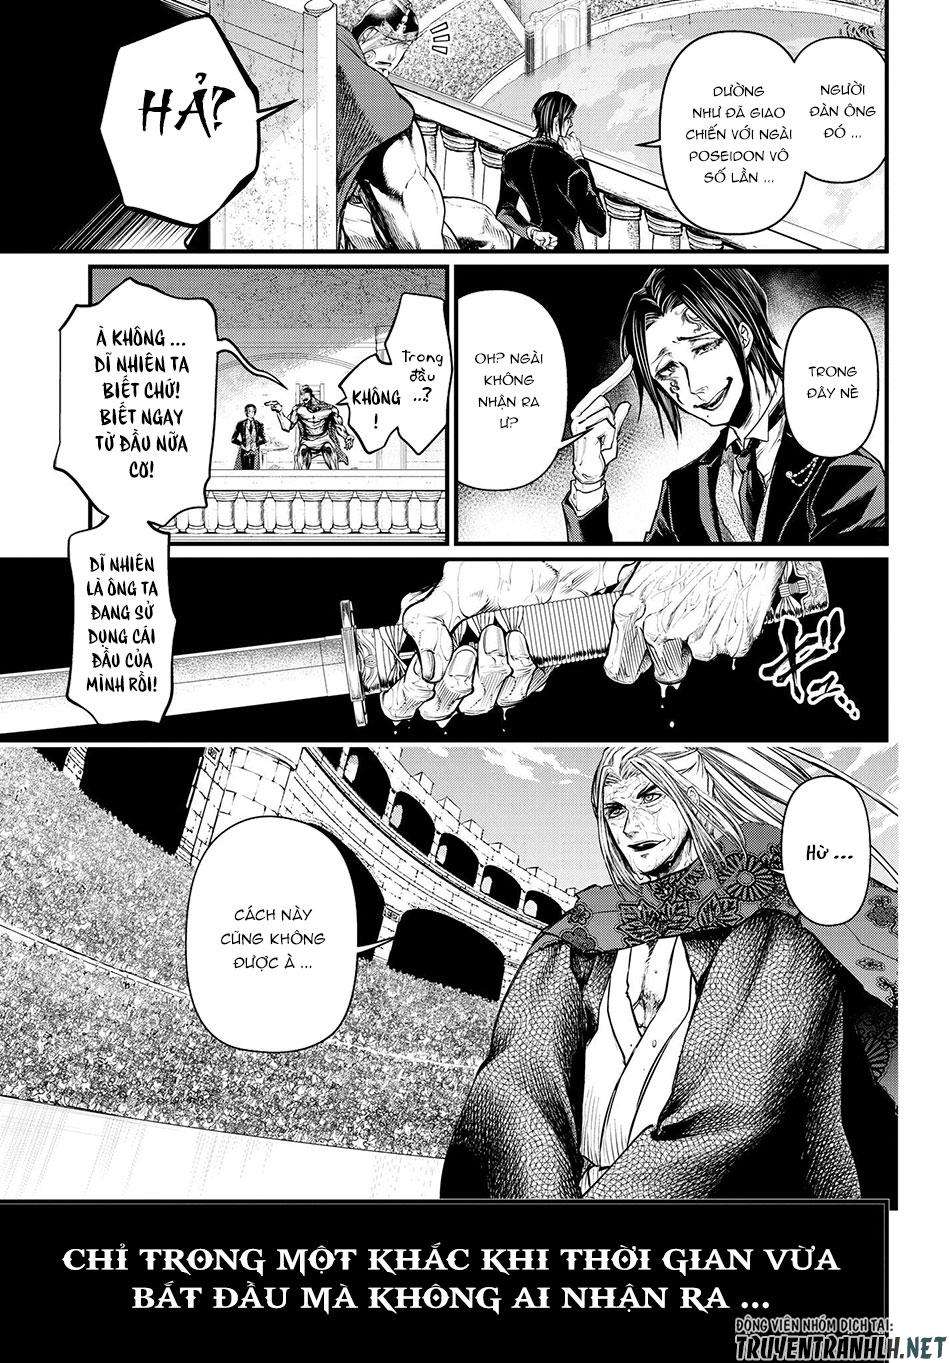 NGƯỜI
ĐÀN ÔNG
ĐÓ ...
DƯỜNG
NHƯ ĐÃ GIAO
CHIẾN VỚI NGÀI
POSEIDON VÔ
SỐ LẦN ...
HẢ?
TRONG
ĐÂY NÈ
OH? NGÀI
KHÔNG
NHẬN RA
Ư?
Trong
đầu
...?
KHÔNG
!
À KHÔNG ...
DĨ NHIÊN TA
BIẾT CHỨ!
BIẾT NGAY
TỪ ĐẦU NỮA
CƠ!
DĨ NHIÊN
LÀ ÔNG TA
ĐANG SỬ
DỤNG CÁI
ĐẦU CỦA
MÌNH RỒI!
ギュ...
HỪ ...
CÁCH NÀY
CŨNG KHÔNG
ĐƯỢC À ...
CHỈ TRONG MỘT KHẮC KHI THỜI GIAN VỪA
BẮT ĐẦU MÀ KHÔNG AI NHẬN RA ...
ĐỘNG VIÊN NHÓM DỊCH TẠI:
TRUYENTRANHLH.NET